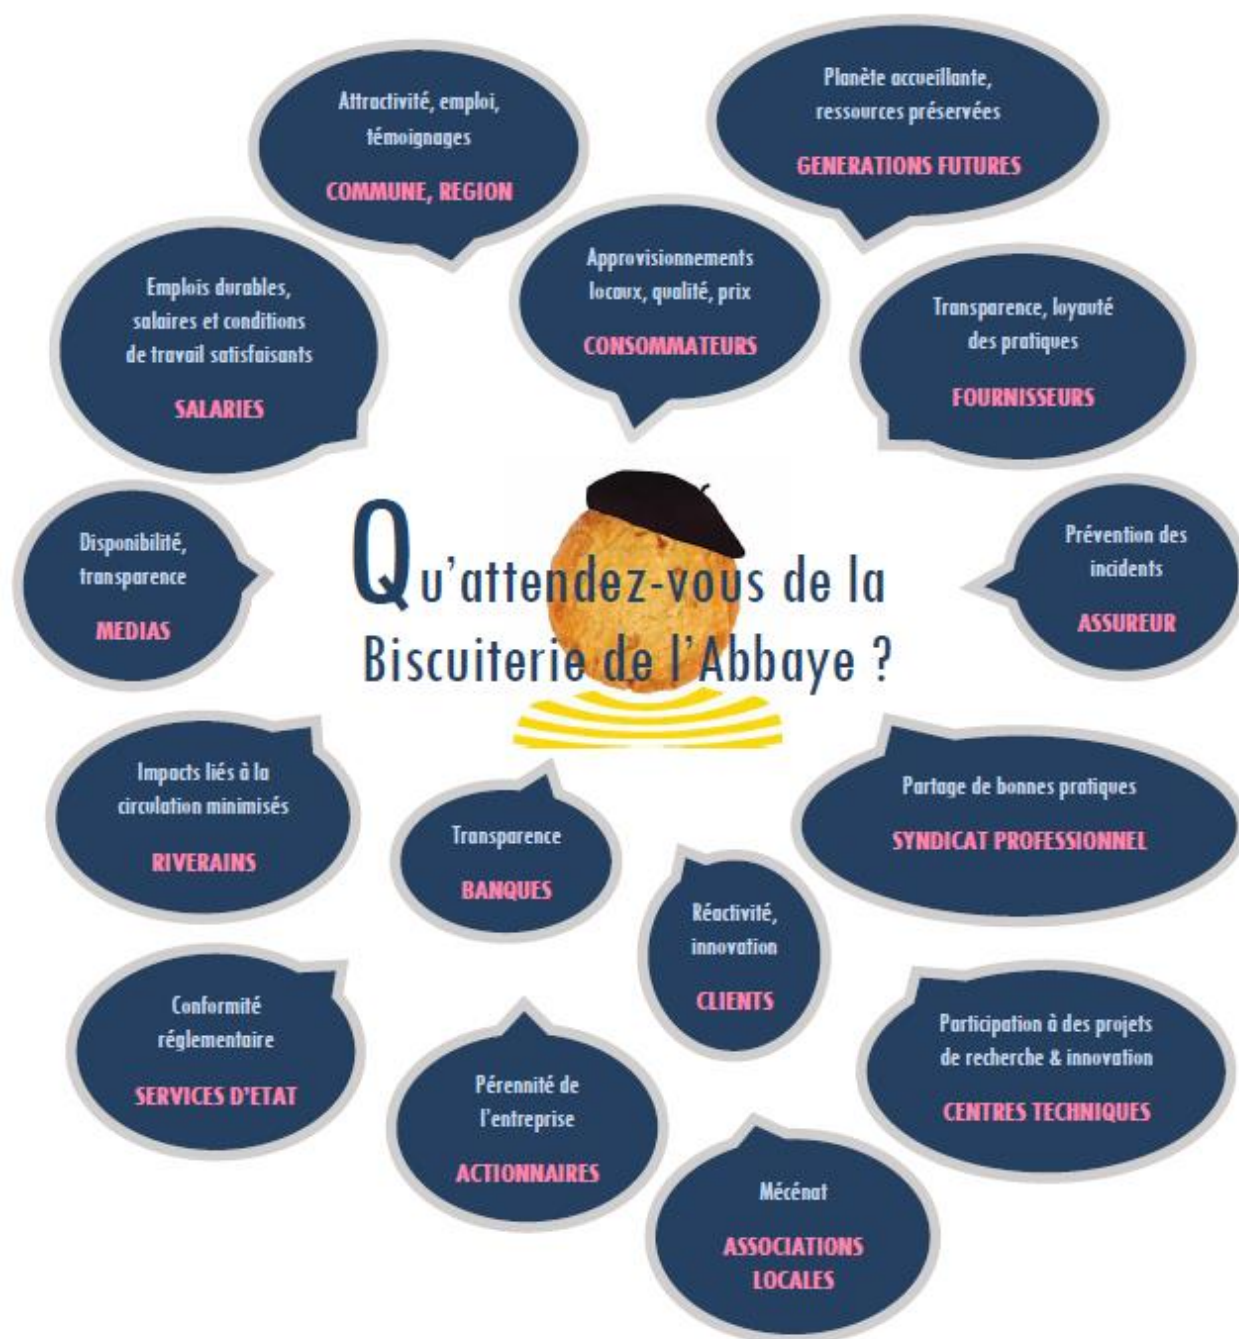 Attractivité, emploi,
témoignages
COMMUNE, REGION
Planète accueillante,
ressources préservées
GENERATIONS FUTURES
Emplois durables,
salaires et conditions
de travail satisfaisants
SALARIES
Approvisionnements
locaux, qualité, prix
CONSOMMATEURS
Transparence, loyauté
des pratiques
FOURNISSEURS
Disponibilité,
transparence
MEDIAS
Qu'attendez-vous de la
Biscuiterie de l'Abbaye ?
Prévention des
incidents
ASSUREUR
Impacts liés à la
circulation minimisés
RIVERAINS
Transparence
BANQUES
Réactivité,
innovation
CLIENTS
Partage de bonnes pratiques
SYNDICAT PROFESSIONNEL
Conformité
réglementaire
SERVICES D'ETAT
Pérennité de
l'entreprise
ACTIONNAIRES
Mécénat
ASSOCIATIONS
LOCALES
Participation à des projets
de recherche & innovation
CENTRES TECHNIQUES